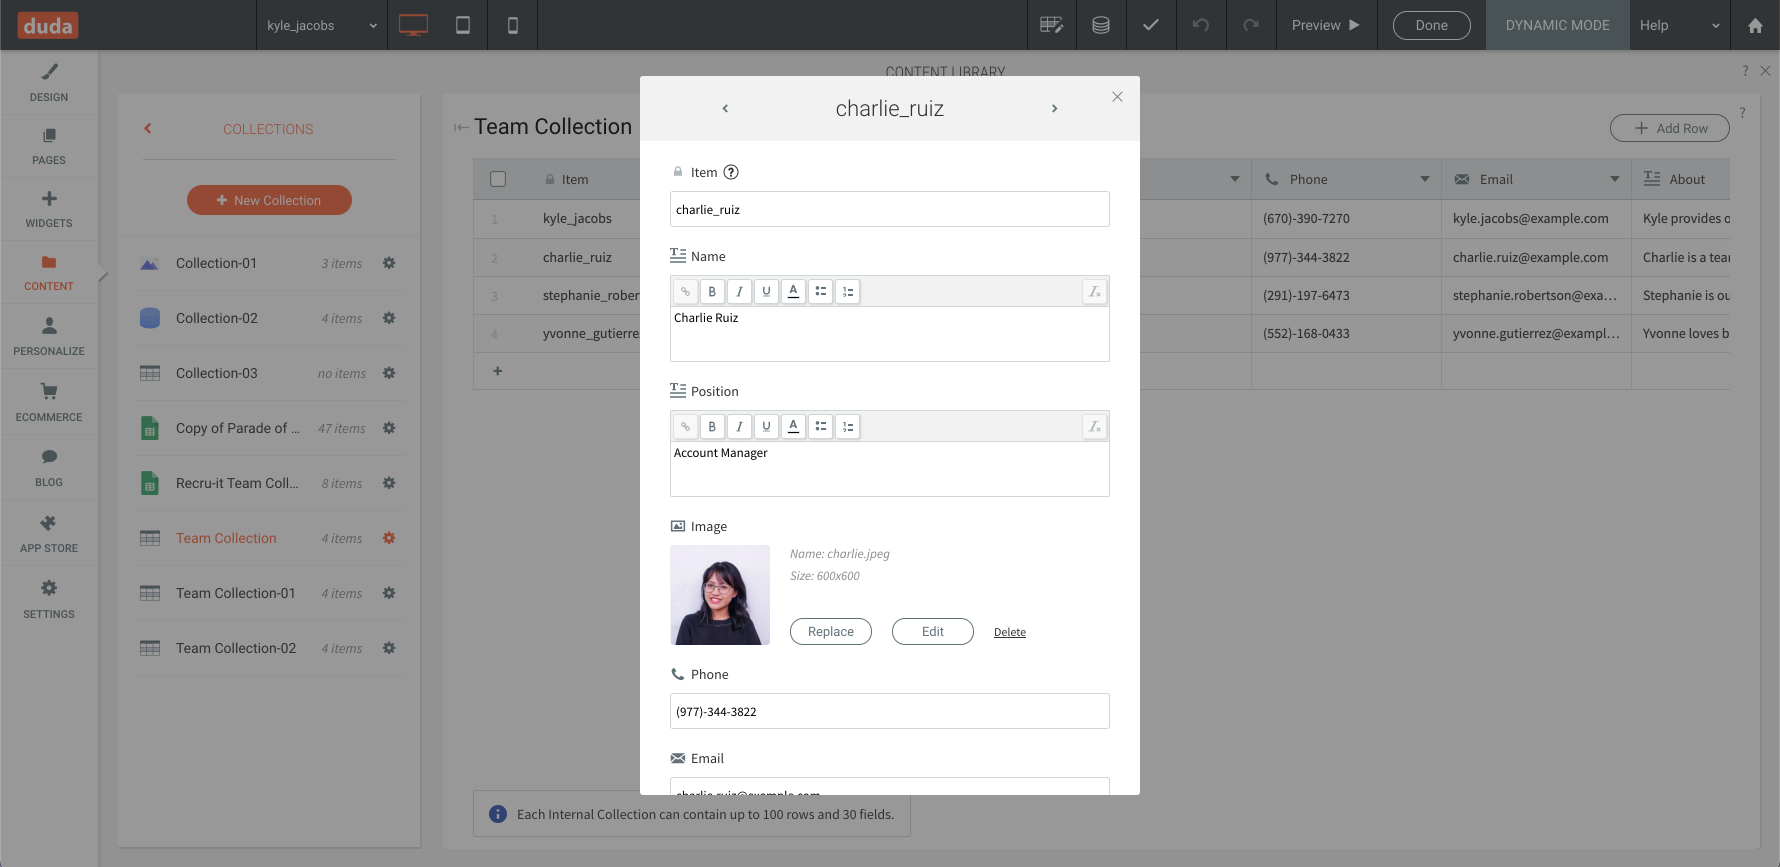 duda
kyle_jacobs
Preview
Done
DYNAMIC MODE
Help
DESIGN
PAGES
WIDGETS
CONTENT
PERSONALIZE
ECOMMERCE
BLOG
APP STORE
SETTINGS
CONTENT LIBRARY
?
COLLECTIONS
New Collection
Collection-01 3 items
Collection-02 4 items
Collection-03 no items
Copy of Parade of ... 47 items
Recru-it Team Coll... 8 items
Team Collection 4 items
Team Collection-01 4 items
Team Collection-02 4 items
Team Collection
?
Add Row
Item Phone Email About
1 kyle_jacobs (670)-390-7270 kyle.jacobs@example.com Kyle provides o
2 charlie_ruiz (977)-344-3822 charlie.ruiz@example.com Charlie is a tea
3 stephanie_rober (291)-197-6473 stephanie.robertson@exa... Stephanie is ou
4 yvonne_gutierrez (552)-168-0433 yvonne.gutierrez@exampl... Yvonne loves b
+
Each Internal Collection can contain up to 100 rows and 30 fields.
charlie_ruiz
Item ?
charlie_ruiz
Name
B I U A
Charlie Ruiz
Position
B I U A
Account Manager
Image
Name: charlie.jpeg
Size: 600x600
Replace
Edit
Delete
Phone
(977)-344-3822
Email
charlie.ruiz@example.com